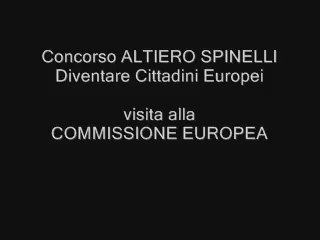 Concorso ALTIERO SPINELLI
Diventare Cittadini Europei
visita alla
COMMISSIONE EUROPEA